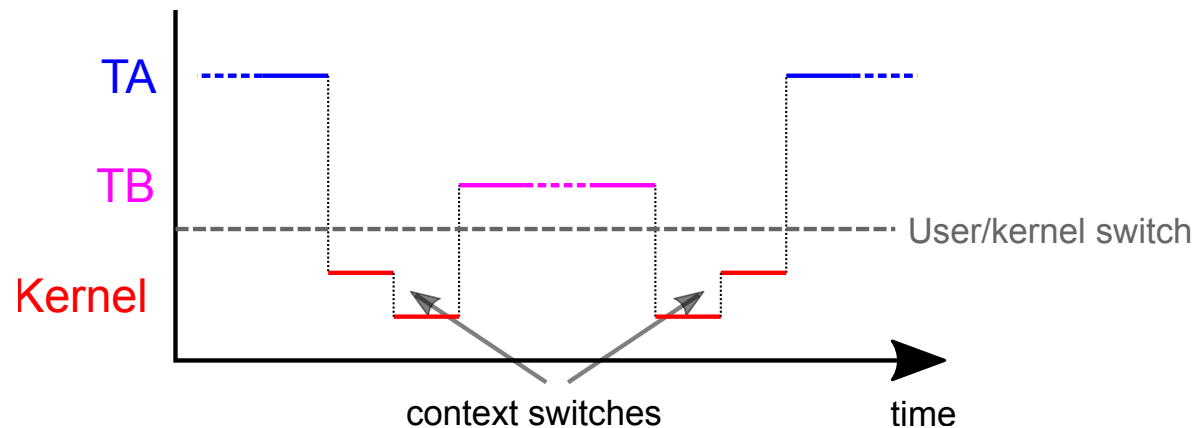 TA
TB
User/kernel switch
Kernel
context switches
time